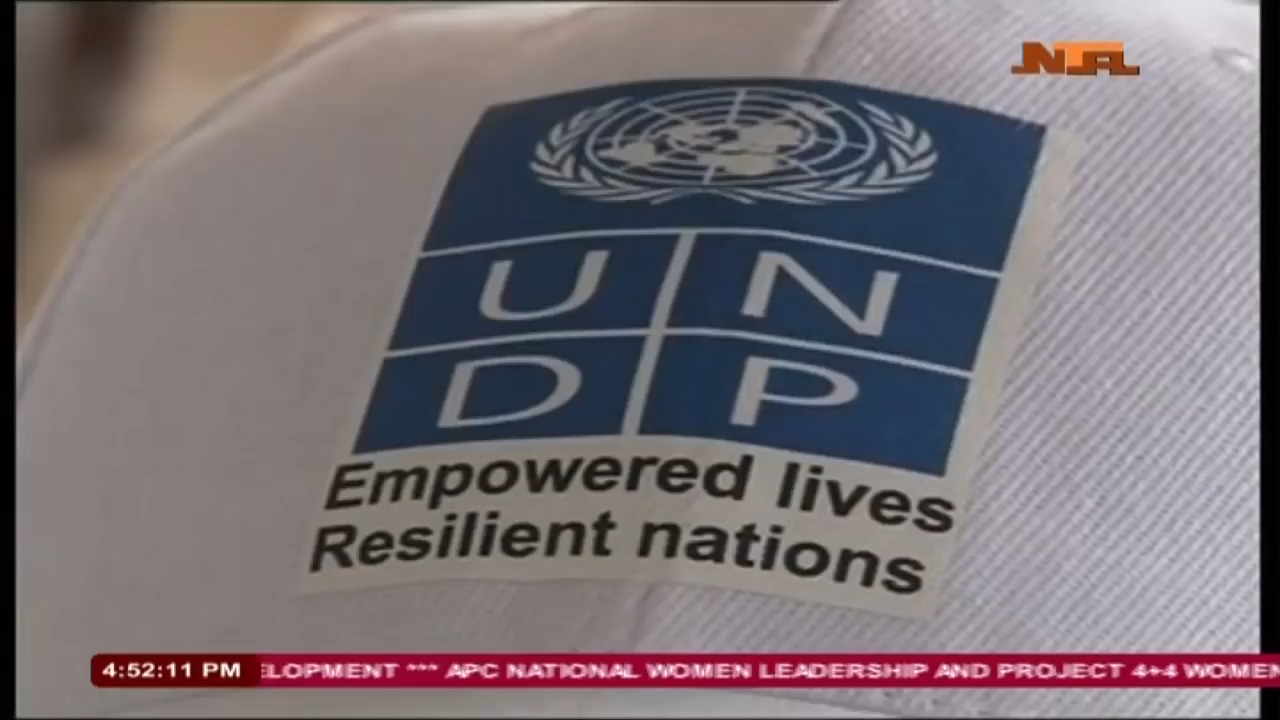 NTA
U N
D P
Empowered lives
Resilient nations
4:52:11 PM ELOPMENT *** APC NATIONAL WOMEN LEADERSHIP AND PROJECT 4+4 WOMEN